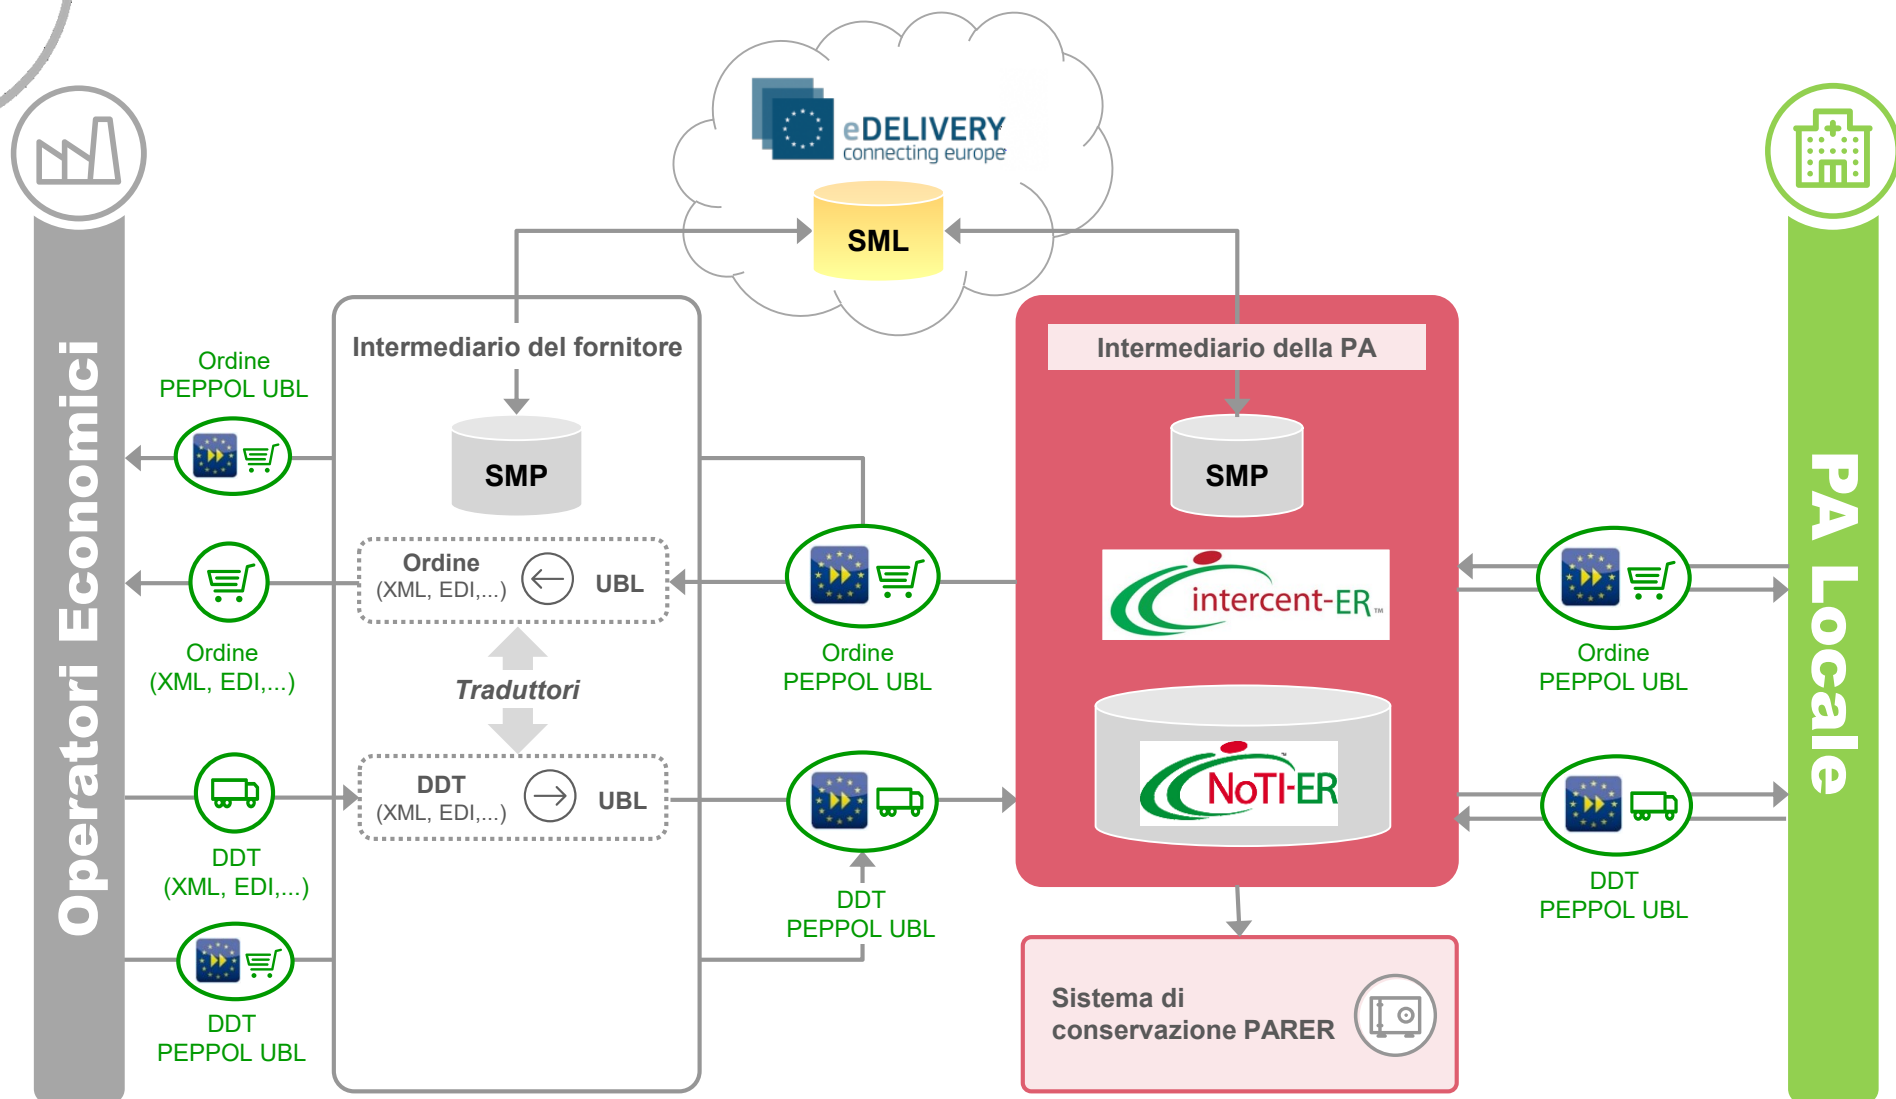 eDELIVERY
connecting europe
SML
Operatori Economici
Ordine
PEPPOL UBL
Ordine
(XML, EDI,...)
DDT
(XML, EDI,...)
DDT
PEPPOL UBL
Intermediario del fornitore
SMP
Ordine
(XML, EDI,...)
UBL
Traduttori
DDT
(XML, EDI,...)
UBL
Ordine
PEPPOL UBL
DDT
PEPPOL UBL
Intermediario della PA
SMP
intercent-ER™
NoTI-ER
Sistema di
conservazione PARER
Ordine
PEPPOL UBL
DDT
PEPPOL UBL
PA Locale